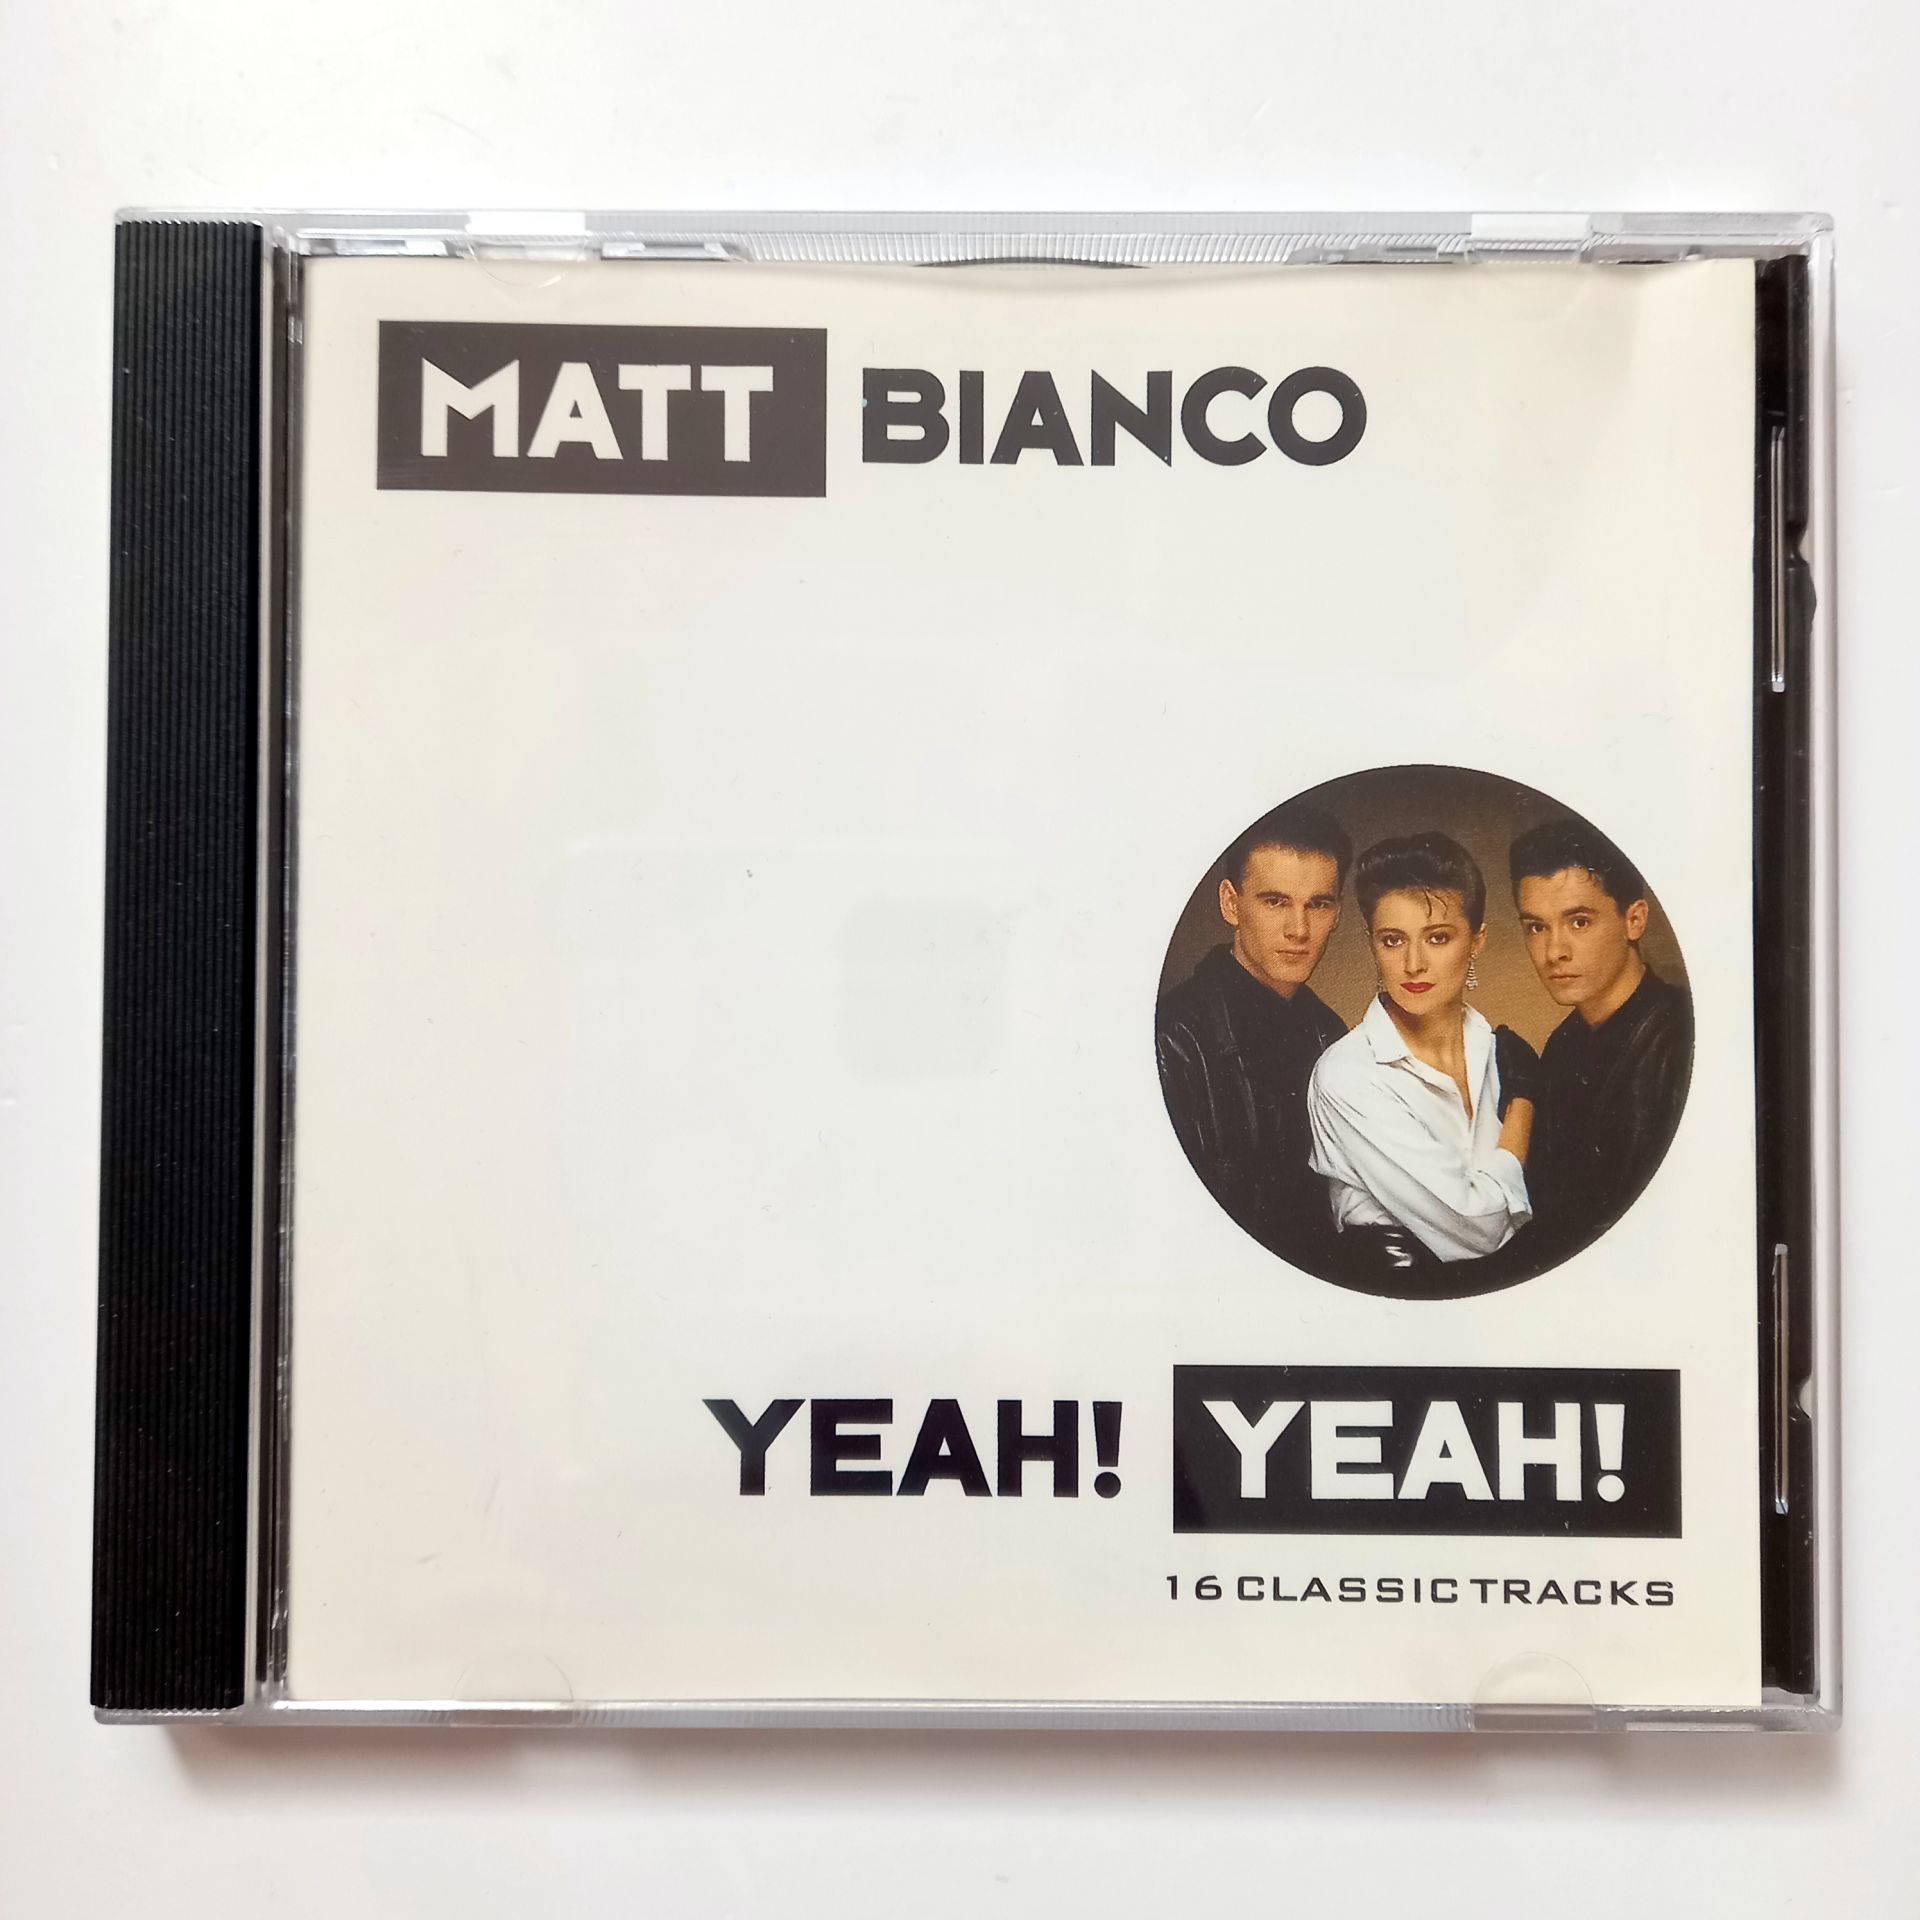 MATT BIANCO
YEAH! YEAH!
16 CLASSIC TRACKS